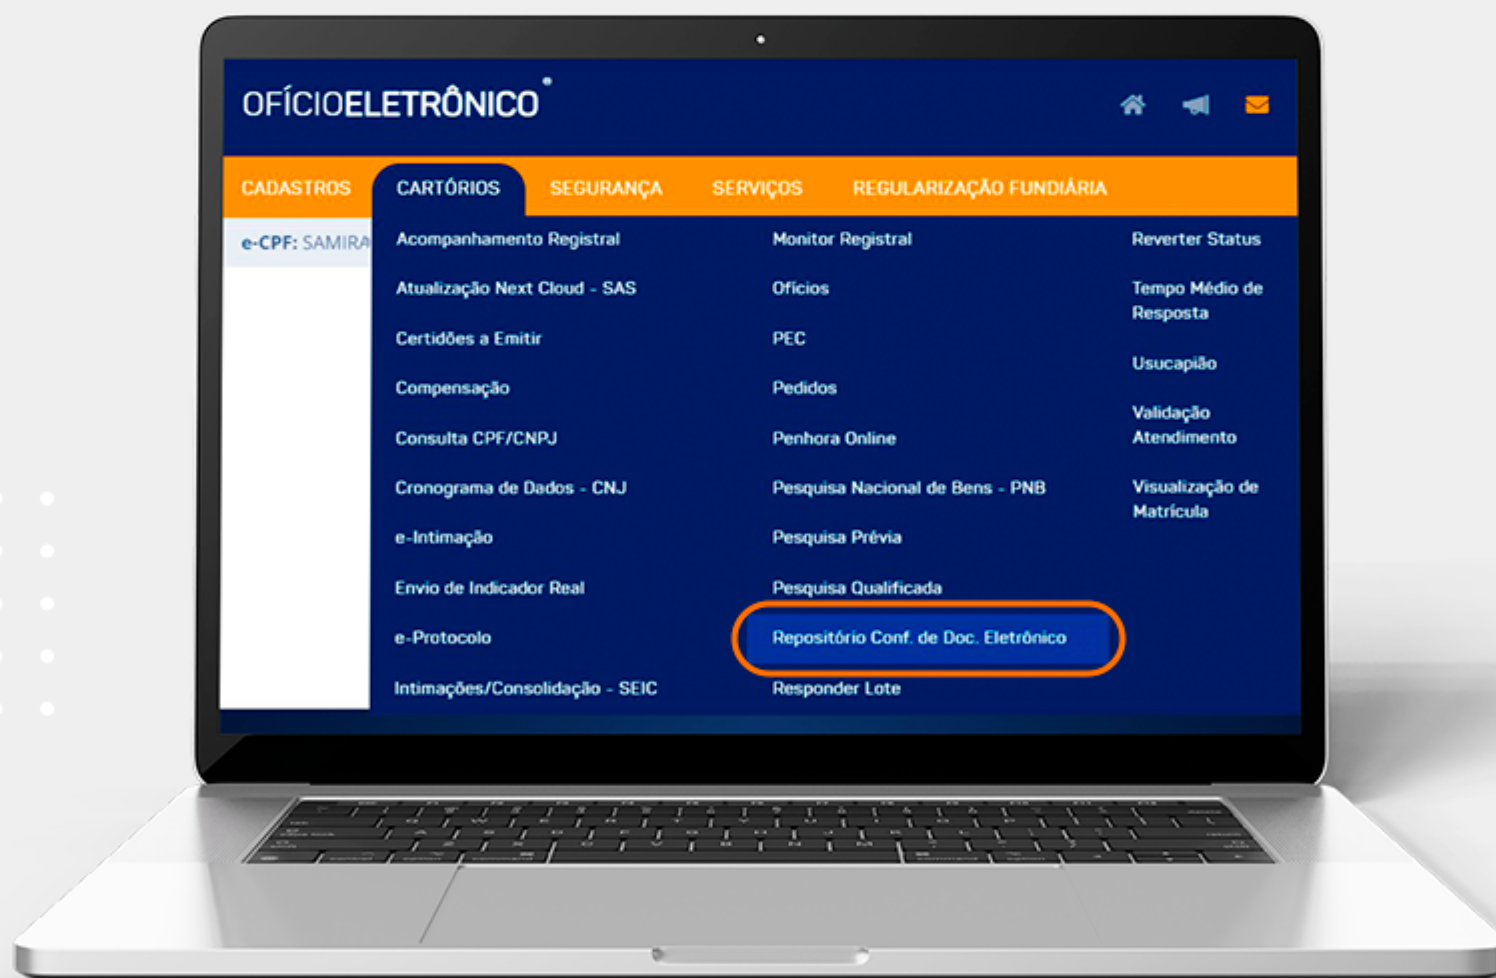 OFÍCIOELETRÔNICO
CADASTROS
CARTÓRIOS
SEGURANÇA
SERVIÇOS
REGULARIZAÇÃO FUNDIÁRIA
e-CPF: SAMIRA
Acompanhamento Registral
Atualização Next Cloud - SAS
Certidões a Emitir
Compensação
Consulta CPF/CNPJ
Cronograma de Dados - CNJ
e-Intimação
Envio de Indicador Real
e-Protocolo
Intimações/Consolidação - SEIC
Monitor Registral
Ofícios
PEC
Pedidos
Penhora Online
Pesquisa Nacional de Bens - PNB
Pesquisa Prévia
Pesquisa Qualificada
Repositório Conf. de Doc. Eletrônico
Responder Lote
Reverter Status
Tempo Médio de
Resposta
Usucapião
Validação
Atendimento
Visualização de
Matrícula